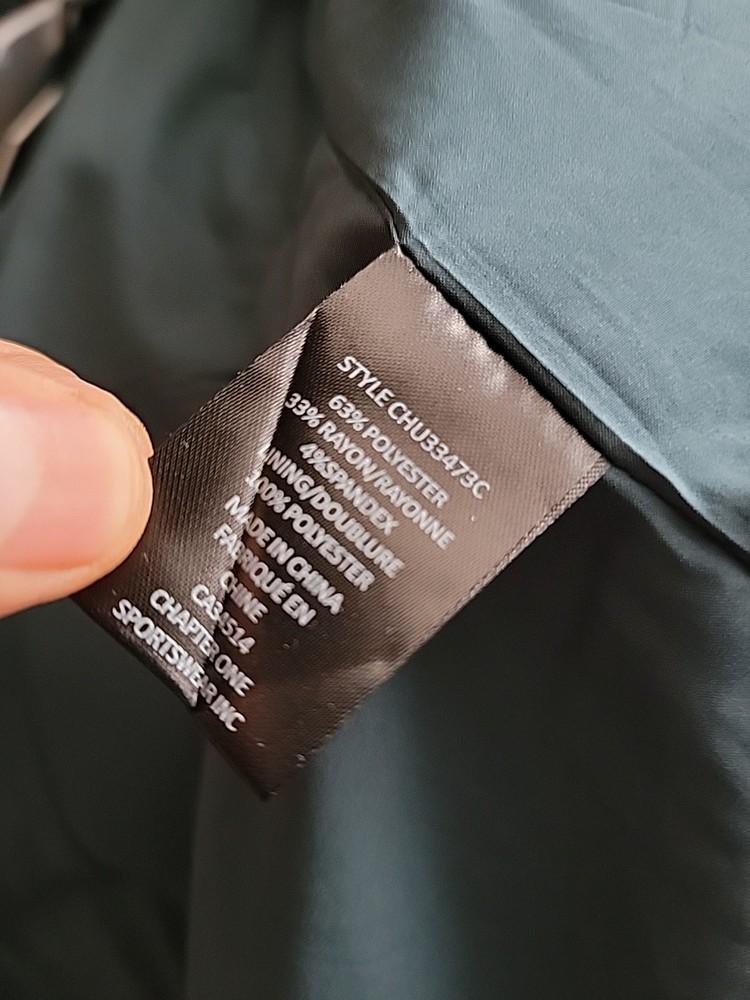 STYLE CHU33473C
63% POLYESTER
33% RAYON/RAYONNE
4%SPANDEX
LINING/DOUBLURE
100% POLYESTER
MADE IN CHINA
FABRIQUÉ EN
CHINE
CHAPTER ONE
SPORTSWEAR INC